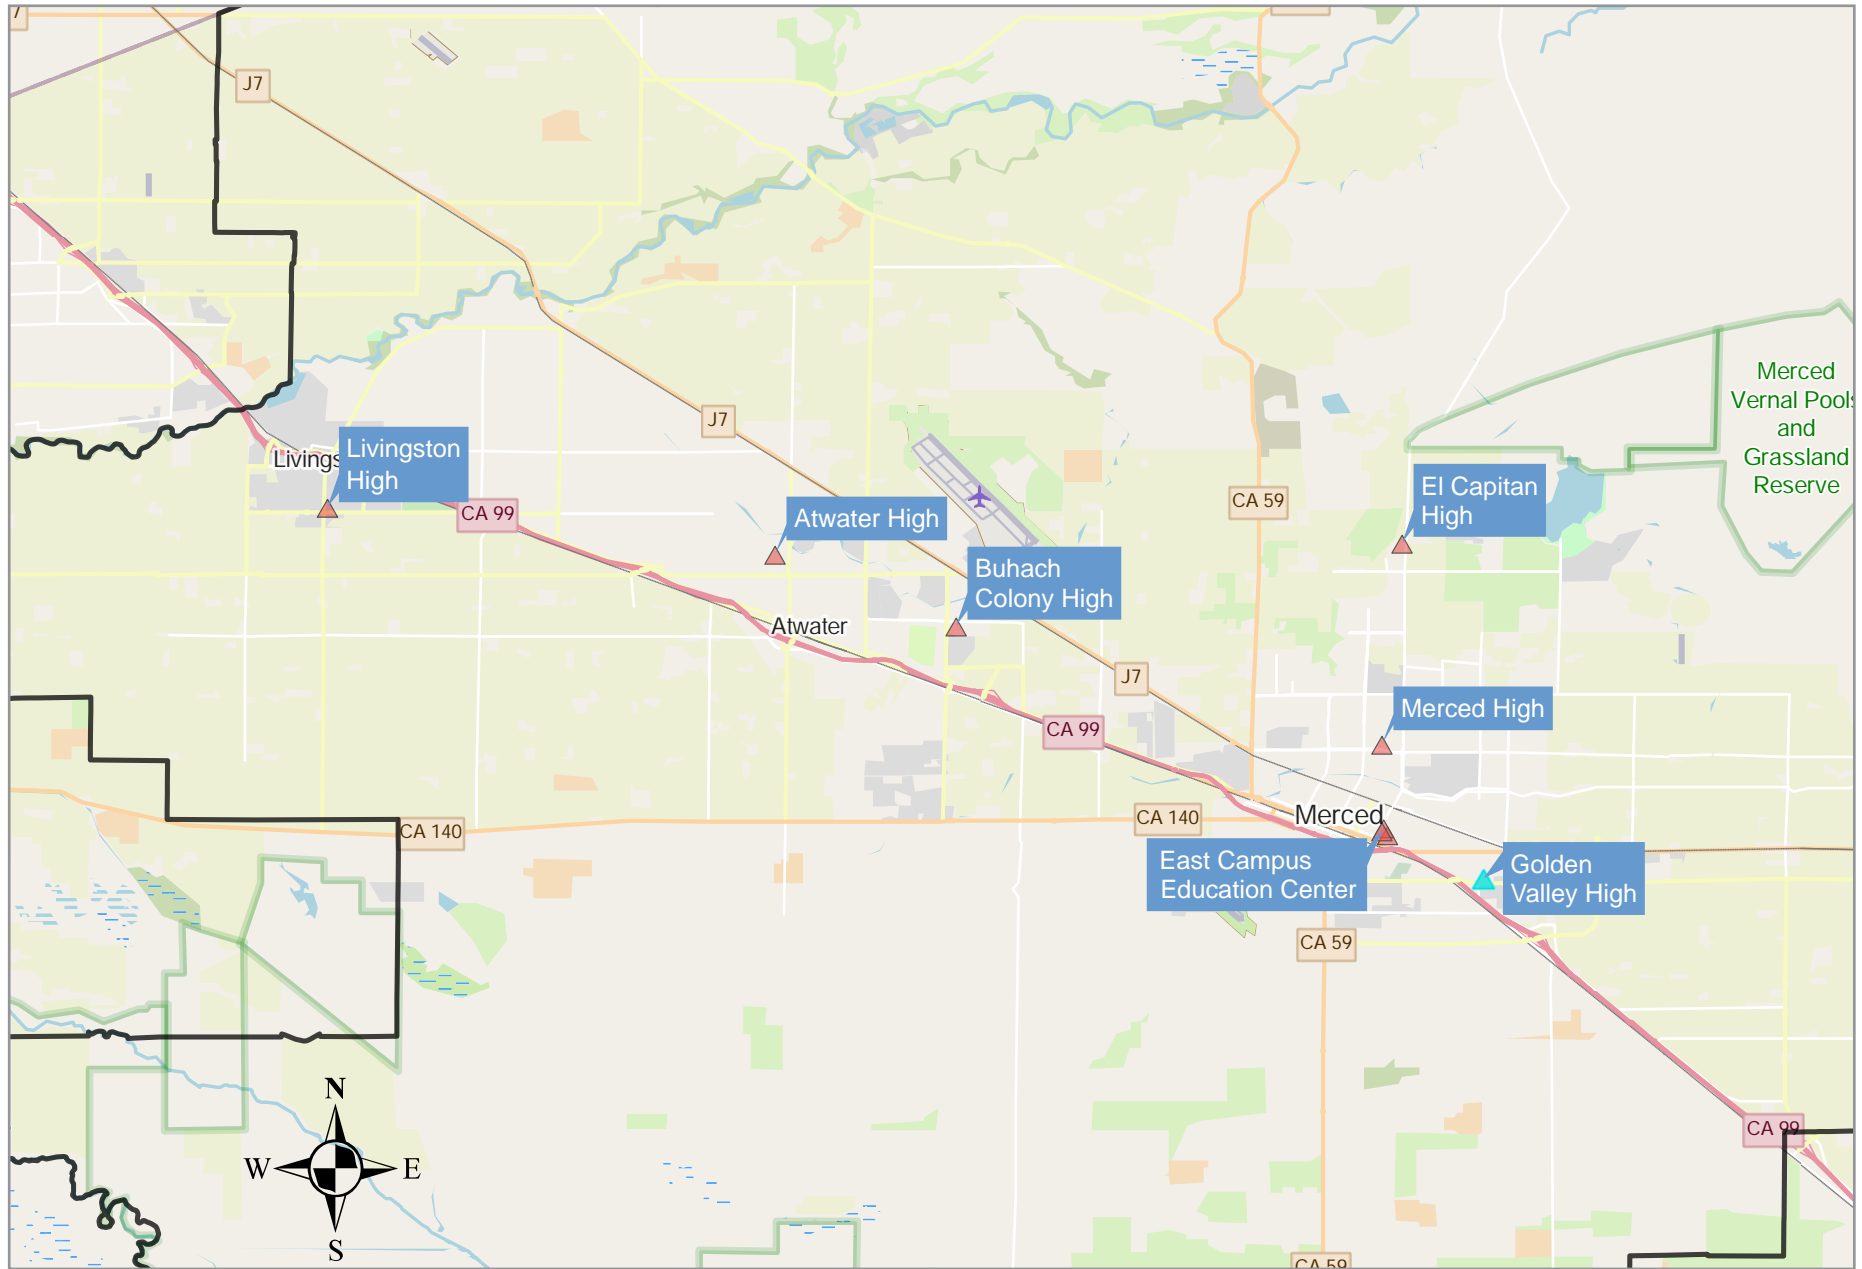 7
J7
Merced
Vernal Pools
and
Grassland
Reserve
J7
Livingston
High
Livings
CA 99
Atwater High
CA 59
El Capitan
High
Buhach
Colony High
Atwater
J7
Merced High
CA 99
CA 140
CA 140
Merced
East Campus
Education Center
Golden
Valley High
CA 59
N
W
E
S
CA 99
CA 59